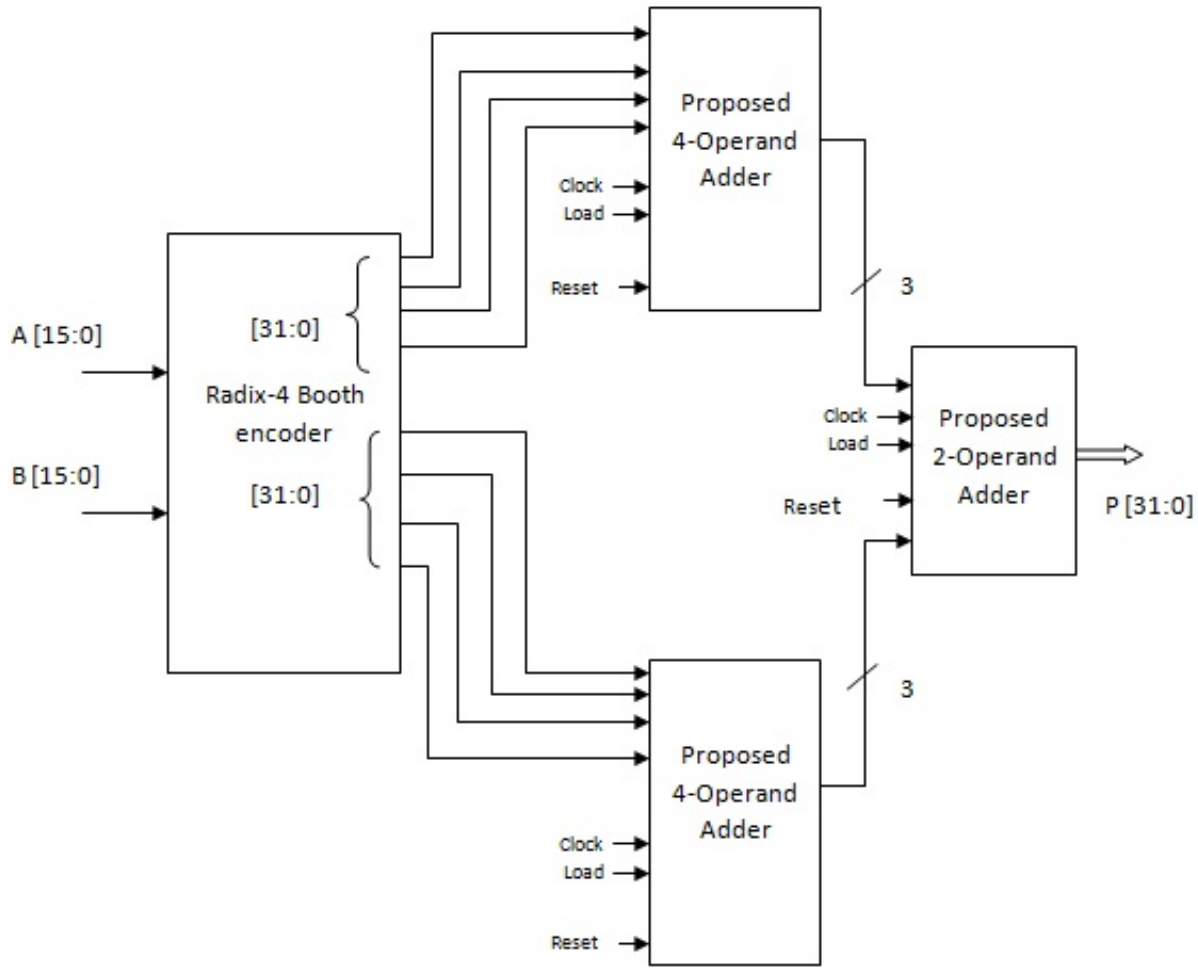 Proposed
4-Operand
Adder
Clock
Load
Reset
3
A [15:0]
B [15:0]
[31:0]
Radix-4 Booth
encoder
[31:0]
Clock
Load
Reset
Proposed
2-Operand
Adder
P [31:0]
3
Proposed
4-Operand
Adder
Clock
Load
Reset